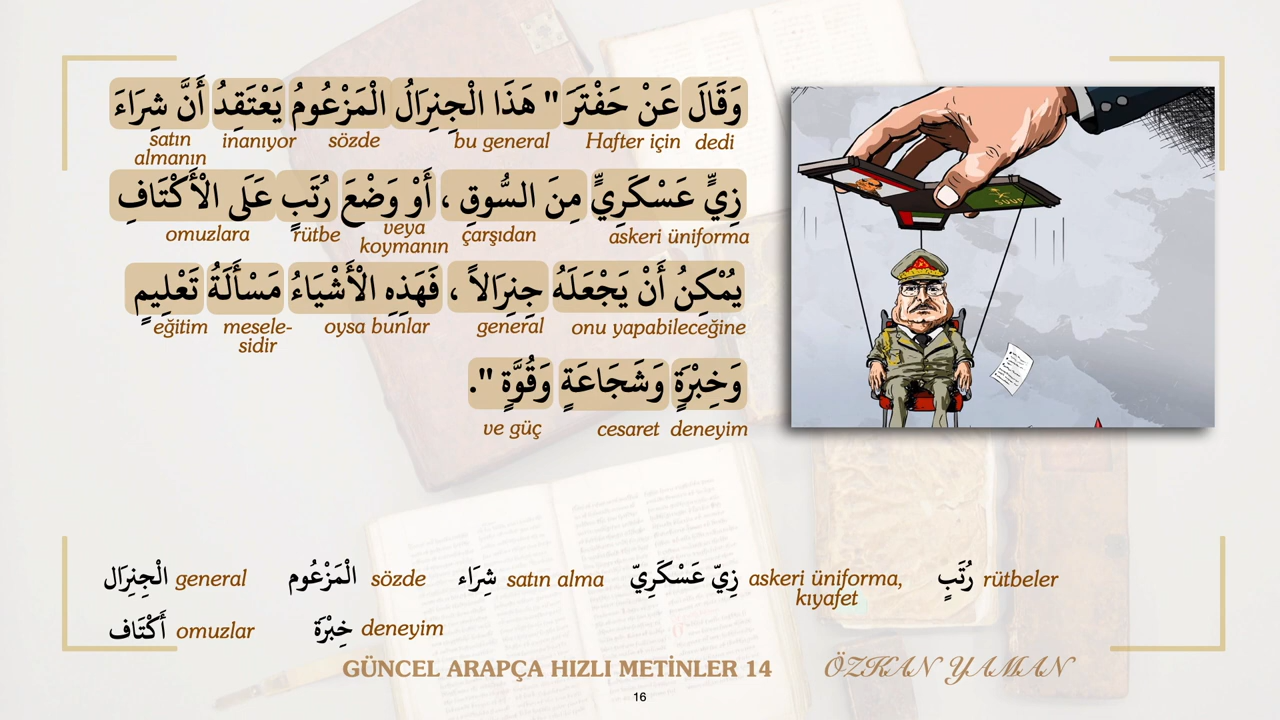 وَقَالَ عَنْ حَفْتَرَ " هَذَا الْجِنِرَالُ الْمَزْعُومُ يَعْتَقِدُ أَنَّ شِرَاءَ
dedi Hafter için bu general sözde inanıyor satın almanın
زِيٍّ عَسْكَرِيٍّ مِنَ السُّوقِ ، أَوْ وَضْعَ رُتَبٍ عَلَى الْأَكْتَافِ
askeri üniforma çarşıdan veya koymanın rütbe omuzlara
يُمْكِنُ أَنْ يَجْعَلَهُ جِنِرَالاً ، فَهَذِهِ الْأَشْيَاءُ مَسْأَلَةُ تَعْلِيمٍ
onu yapabileceğine general oysa bunlar mesele-sidir eğitim
وَخِبْرَةٍ وَشَجَاعَةٍ وَقُوَّةٍ ".
deneyim cesaret ve güç
الْجِنِرَال general الْمَزْعُوم sözde شِرَاء satın alma زِيّ عَسْكَرِيّ askeri üniforma, kıyafet رُتَبٍ rütbeler
أَكْتَاف omuzlar خِبْرَة deneyim
GÜNCEL ARAPÇA HIZLI METİNLER 14 ÖZKAN YAMAN
16